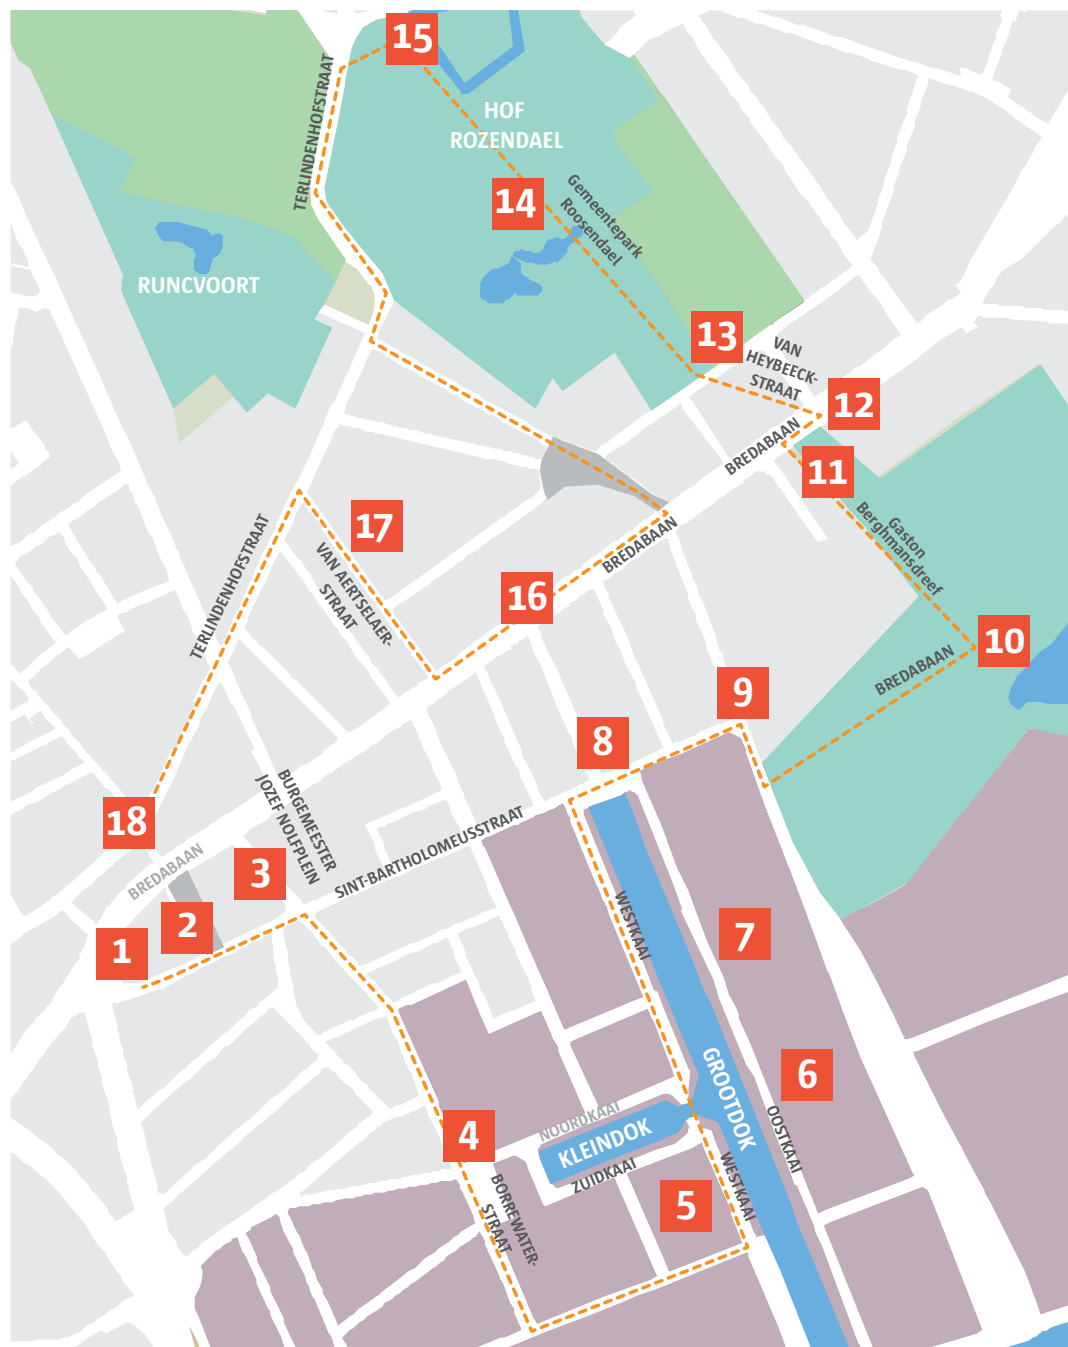 15
HOF
ROZENDAEL
TERLINDENHOFSTRAAT
14
Gemeentepark
Roosendael
RUNCVOORT
13
VAN
HEYBEECK-
STRAAT
12
BREDABAAN
11
Gaston
Berghmansdreef
17
VAN AERTSELAER-
STRAAT
BREDABAAN
16
TERLINDENHOFSTRAAT
10
BREDABAAN
9
8
18
BURGEMEESTER
JOZEF NOLFPLEIN
SINT-BARTHOLOMEUSSTRAAT
BREDABAAN
3
2
1
WESTKAAI
7
6
GROOTDOK
OOSTKAAI
4
NOORDKAAI
KLEINDOK
ZUIDKAAI
WESTKAAI
5
BORREWATER-
STRAAT